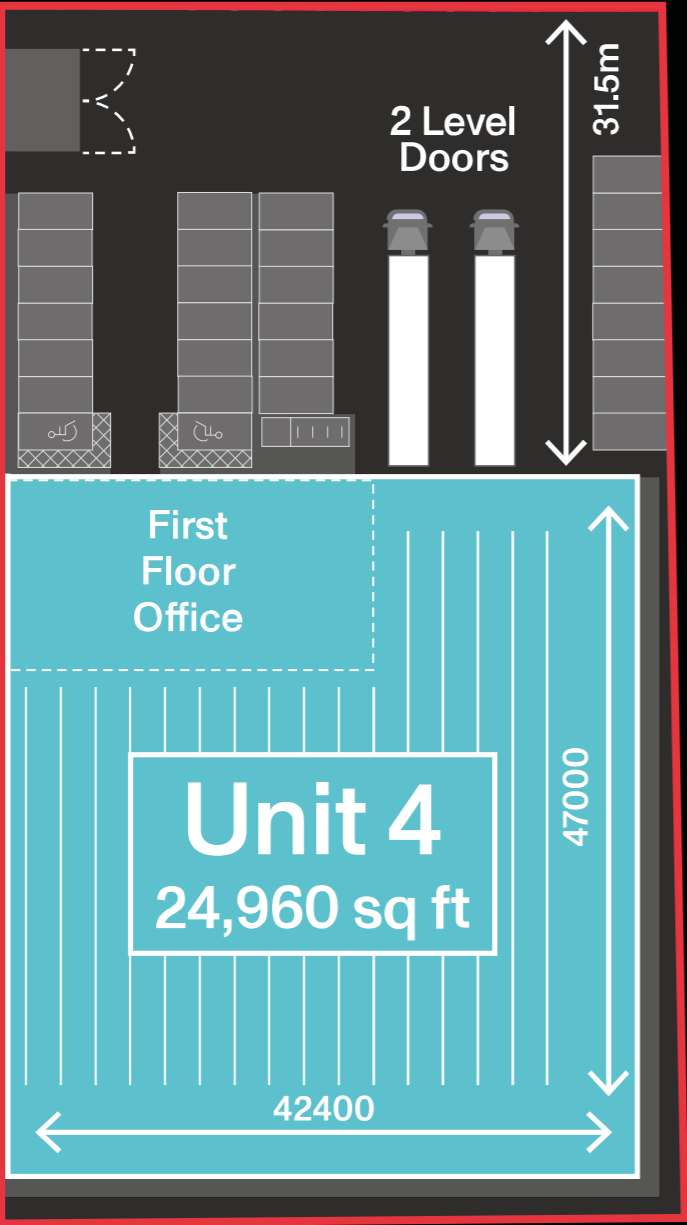 31.5m
2 Level
Doors
First
Floor
Office
Unit 4
24,960 sq ft
47000
42400